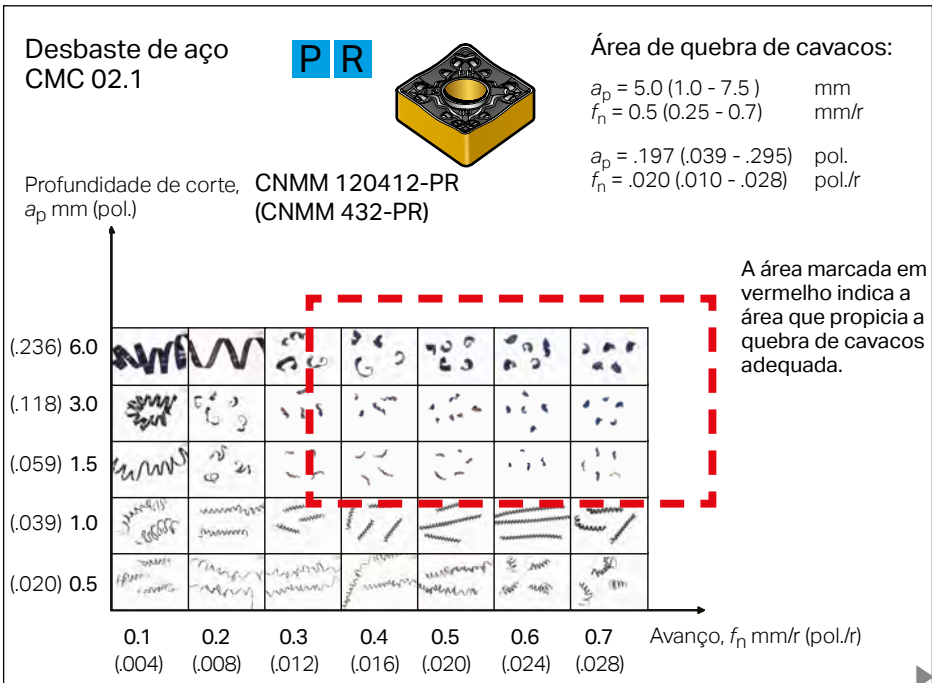 Desbaste de aço
CMC 02.1
P R
Área de quebra de cavacos:
ap = 5.0 (1.0 - 7.5 ) mm
fn = 0.5 (0.25 - 0.7) mm/r
ap = .197 (.039 - .295) pol.
fn = .020 (.010 - .028) pol./r
Profundidade de corte,
ap mm (pol.)
CNMM 120412-PR
(CNMM 432-PR)
A área marcada em
vermelho indica a
área que propicia a
quebra de cavacos
adequada.
(.236) 6.0
(.118) 3.0
(.059) 1.5
(.039) 1.0
(.020) 0.5
0.1 0.2 0.3 0.4 0.5 0.6 0.7 Avanço, fn mm/r (pol./r)
(.004) (.008) (.012) (.016) (.020) (.024) (.028)